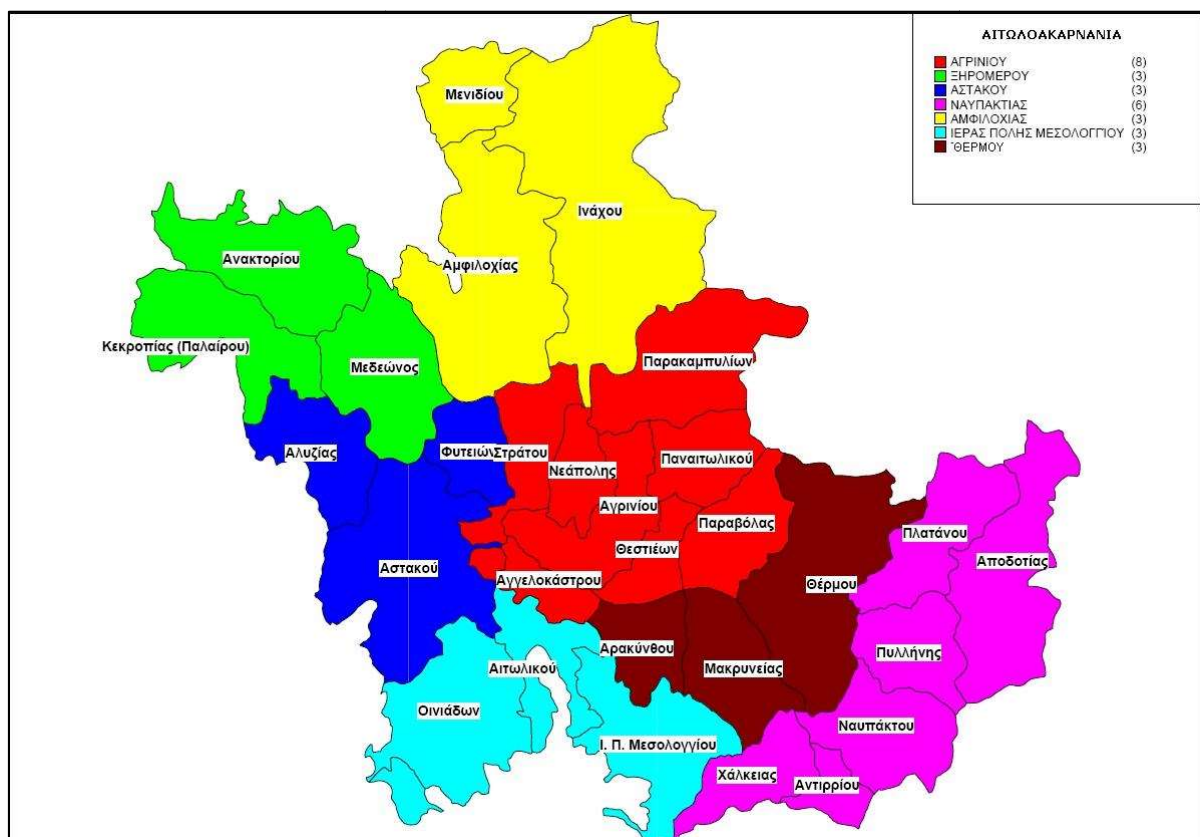 ΑΙΤΩΛΟΑΚΑΡΝΑΝΙΑ
ΑΓΡΙΝΙΟΥ (8)
ΞΗΡΟΜΕΡΟΥ (3)
ΑΣΤΑΚΟΥ (3)
ΝΑΥΠΑΚΤΙΑΣ (6)
ΑΜΦΙΛΟΧΙΑΣ (3)
ΙΕΡΑΣ ΠΟΛΗΣ ΜΕΣΟΛΟΓΓΙΟΥ (3)
ΘΕΡΜΟΥ (3)
Μενιδίου
Ινάχου
Ανακτορίου
Αμφιλοχίας
Κεκροπίας (Παλαίρου)
Μεδεώνος
Παρακαμπυλίων
Αλυζίας
Φυτειών
Στράτου
Νεάπολης
Παναιτωλικού
Αγρινίου
Παραβόλας
Πλατάνου
Αποδοτίας
Αστακού
Θεστιέων
Αγγελοκάστρου
Θέρμου
Αρακύνθου
Μακρυνείας
Πυλλήνης
Αιτωλικού
Οινιάδων
Ναυπάκτου
Ι. Π. Μεσολογγίου
Χάλκειας
Αντιρρίου